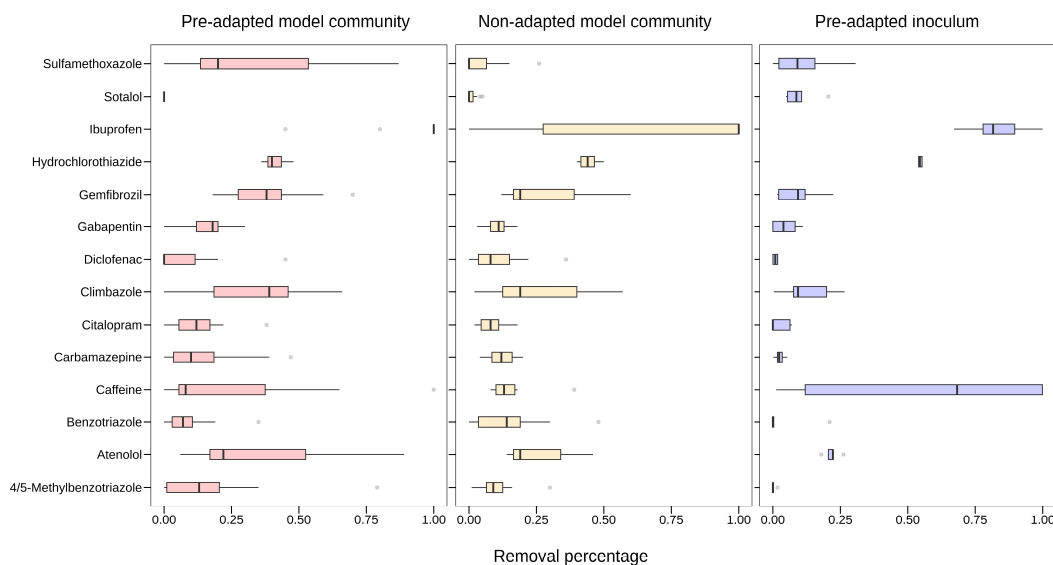 Pre-adapted model community
Non-adapted model community
Pre-adapted inoculum
Sulfamethoxazole
Sotalol
Ibuprofen
Hydrochlorothiazide
Gemfibrozil
Gabapentin
Diclofenac
Climbazole
Citalopram
Carbamazepine
Caffeine
Benzotriazole
Atenolol
4/5-Methylbenzotriazole
0.00 0.25 0.50 0.75 1.00
0.00 0.25 0.50 0.75 1.00
0.00 0.25 0.50 0.75 1.00
Removal percentage